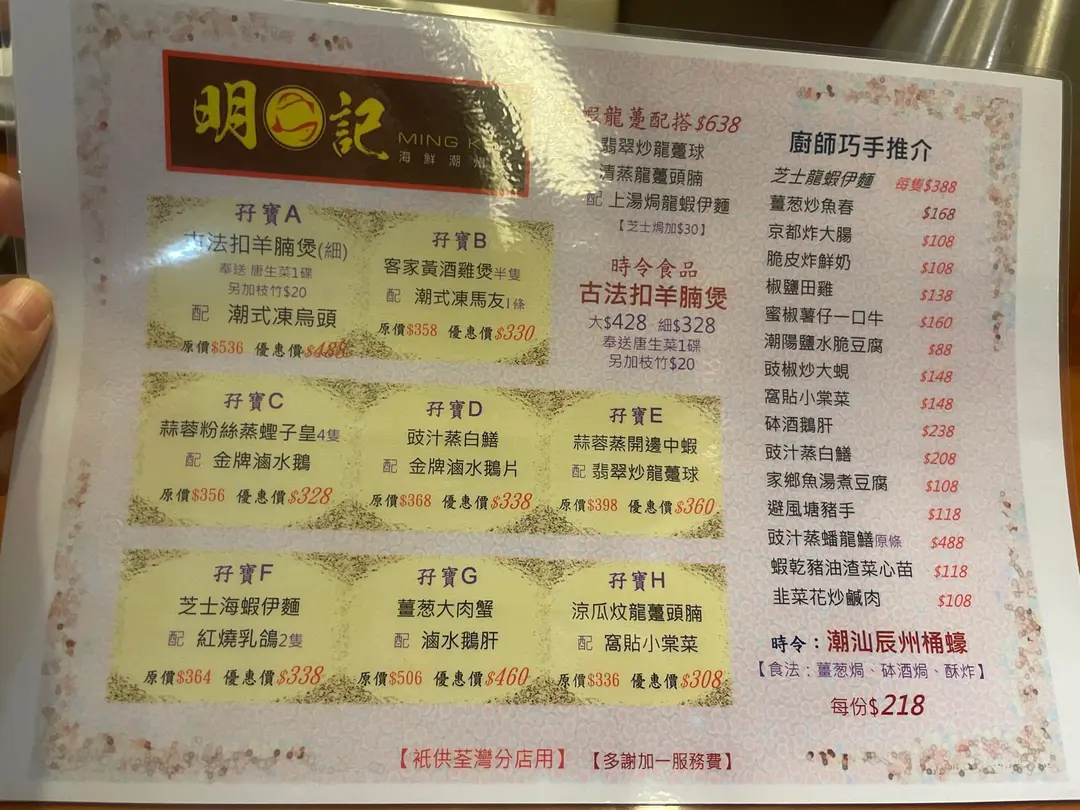 明記
MING K
海鮮潮州
孖寶A
古法扣羊腩煲(細)
奉送 唐生菜1碟
另加枝竹$20
配 潮式凍烏頭
原價$536 優惠價$488
孖寶B
客家黃酒雞煲半隻
配 潮式凍馬友1條
原價$358 優惠價$330
孖寶C
蒜蓉粉絲蒸蟶子皇4隻
配 金牌滷水鵝
原價$356 優惠價$328
孖寶D
豉汁蒸白鱔
配 金牌滷水鵝片
原價$368 優惠價$338
孖寶E
蒜蓉蒸開邊中蝦
配 翡翠炒龍躉球
原價$398 優惠價$360
孖寶F
芝士海蝦伊麵
配 紅燒乳鴿2隻
原價$364 優惠價$338
孖寶G
薑葱大肉蟹
配 滷水鵝肝
原價$506 優惠價$460
孖寶H
涼瓜炆龍躉頭腩
配 窩貼小棠菜
原價$336 優惠價$308
龍躉配搭$638
翡翠炒龍躉球
清蒸龍躉頭腩
配 上湯焗龍蝦伊麵
【芝士焗加$30】
時令食品
古法扣羊腩煲
大$428 細$328
奉送唐生菜1碟
另加枝竹$20
廚師巧手推介
芝士龍蝦伊麵 每隻$388
薑葱炒魚春 $168
京都炸大腸 $108
脆皮炸鮮奶 $108
椒鹽田雞 $138
蜜椒薯仔一口牛 $160
潮陽鹽水脆豆腐 $88
豉椒炒大蜆 $148
窩貼小棠菜 $148
砵酒鵝肝 $238
豉汁蒸白鱔 $208
家鄉魚湯煮豆腐 $108
避風塘豬手 $118
豉汁蒸蟠龍鱔原條 $488
蝦乾豬油渣菜心苗 $118
韭菜花炒鹹肉 $108
時令：潮汕辰州桶蠔
【食法：薑葱焗、砵酒焗、酥炸】
每份$218
【衹供荃灣分店用】 【多謝加一服務費】